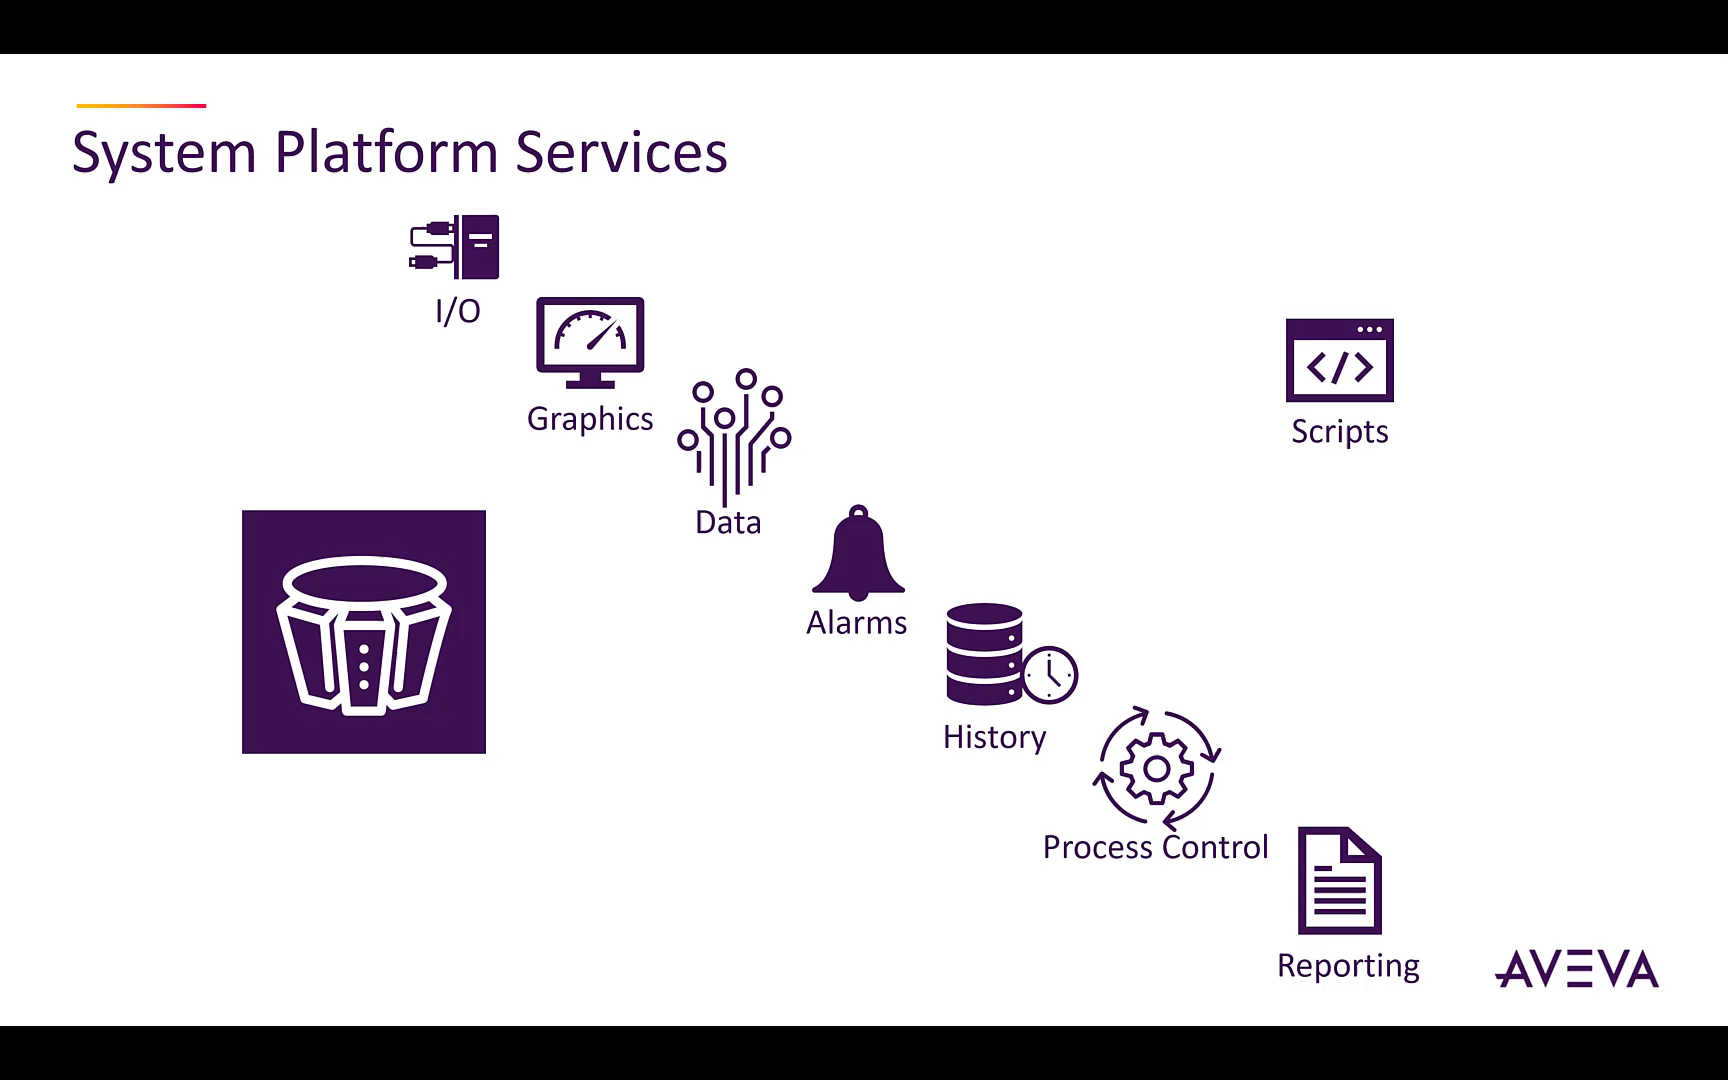 System Platform Services
I/O
Graphics
Scripts
Data
Alarms
History
Process Control
Reporting
AVEVA